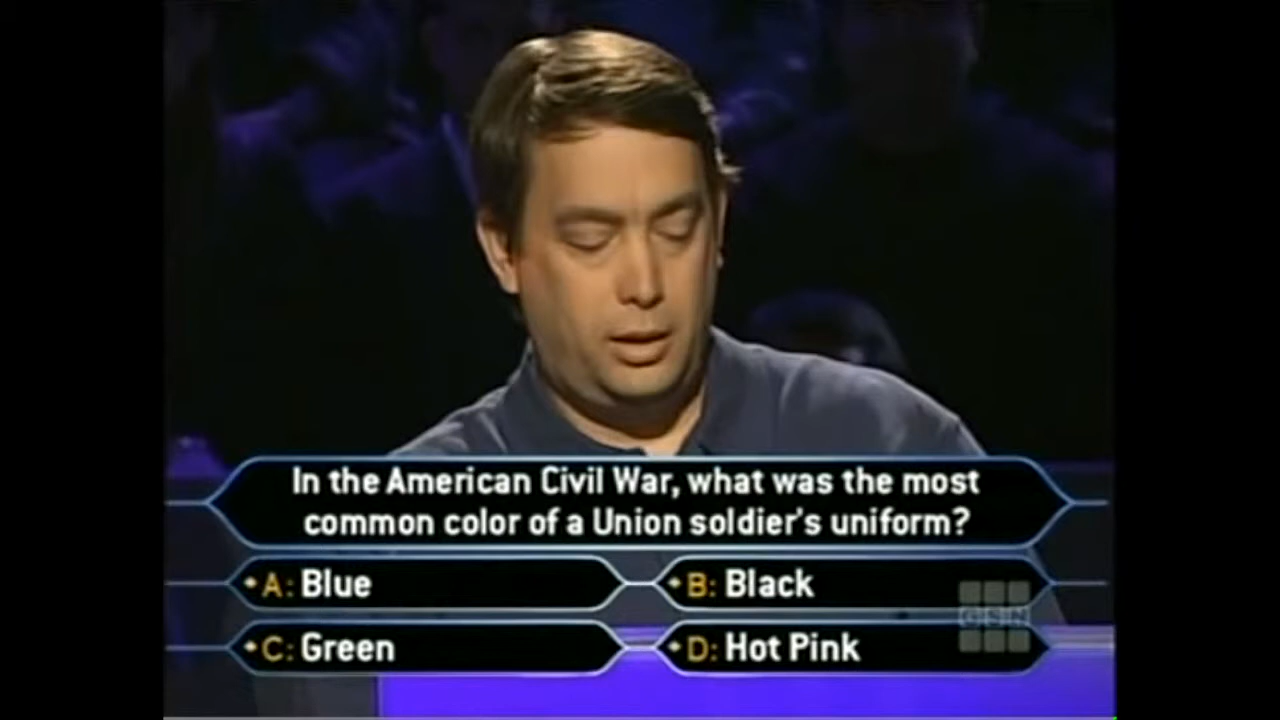 In the American Civil War, what was the most
common color of a Union soldier's uniform?
A: Blue
B: Black
C: Green
D: Hot Pink
GSN